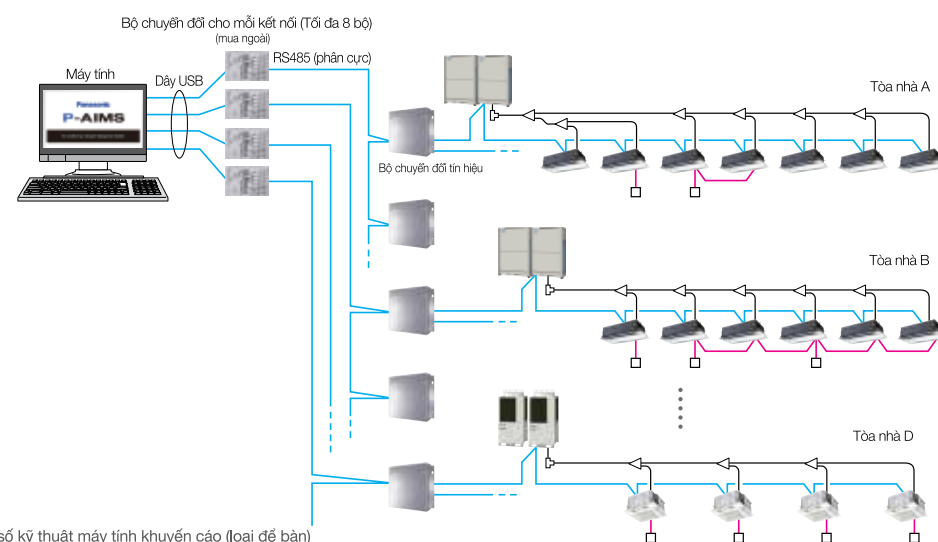 Bộ chuyển đổi cho mỗi kết nối (Tối đa 8 bộ)
(mua ngoài)
RS485 (phân cực)
Máy tính
Dây USB
Panasonic
P-AIMS
Bộ chuyển đổi tín hiệu
Tòa nhà A
Tòa nhà B
Tòa nhà D
số kỹ thuật máy tính khuyến cáo (loại để bàn)